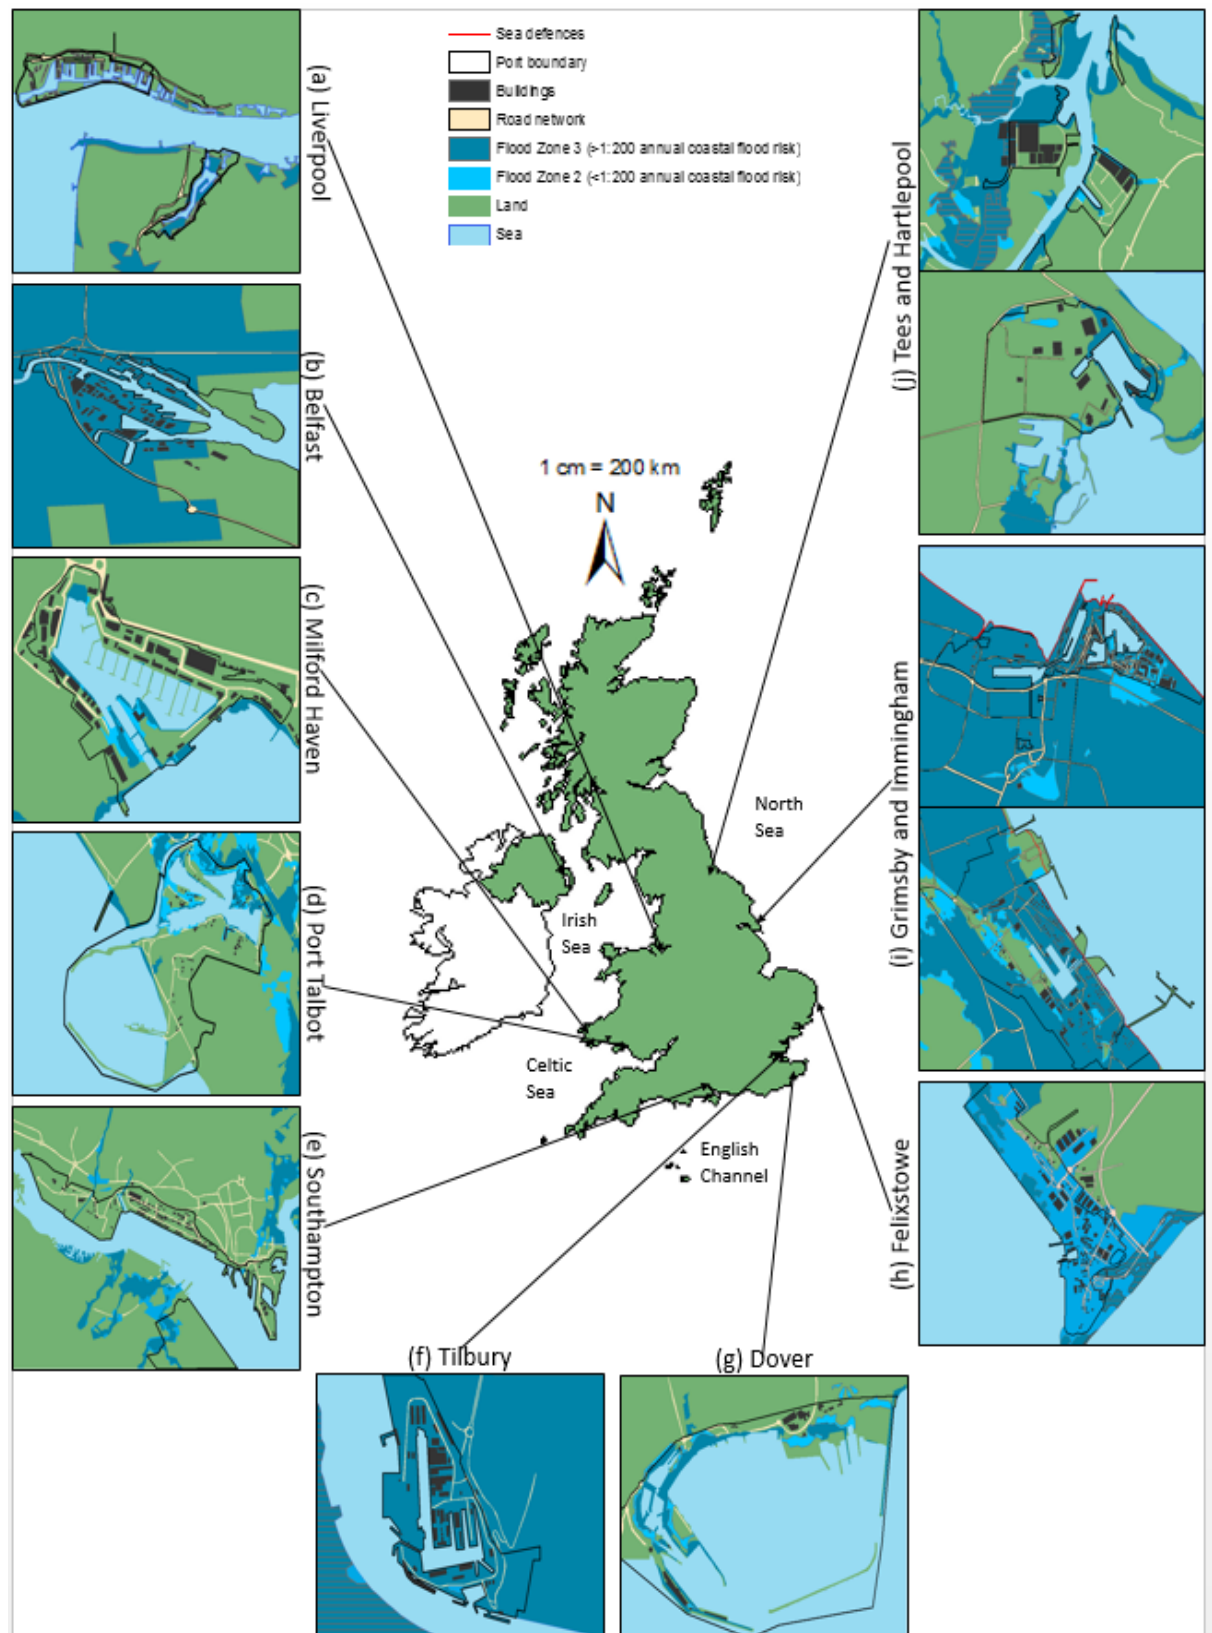 Sea defences
Port boundary
Buildings
Road network
Flood Zone 3 (>1:200 annual coastal flood risk)
Flood Zone 2 (<1:200 annual coastal flood risk)
Land
Sea
(a) Liverpool
(b) Belfast
(c) Milford Haven
(d) Port Talbot
(e) Southampton
(f) Tilbury
(g) Dover
(h) Felixstowe
(i) Grimsby and Immingham
(j) Tees and Hartlepool
1 cm = 200 km
N
North
Sea
Irish
Sea
Celtic
Sea
English
Channel